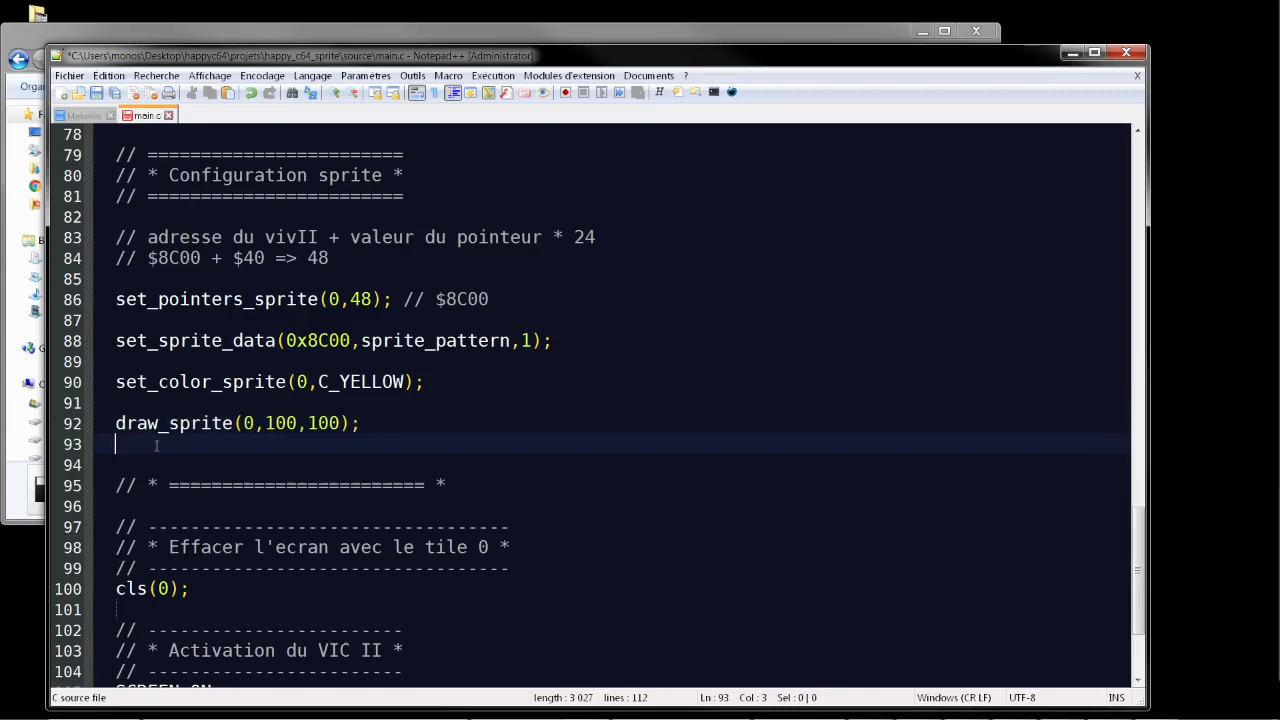 *C:\Users\monos\Desktop\happyc64\projets\happy_c64_sprite\source\main.c - Notepad++ [Administrator]
Fichier Edition Recherche Affichage Encodage Langage Paramètres Outils Macro Exécution Modules d'extension Documents ? X
Organ
Makefile main.c
78
79 // ========================
80 // * Configuration sprite *
81 // ========================
82
83 // adresse du vivII + valeur du pointeur * 24
84 // $8C00 + $40 => 48
85
86 set_pointers_sprite(0,48); // $8C00
87
88 set_sprite_data(0x8C00,sprite_pattern,1);
89
90 set_color_sprite(0,C_YELLOW);
91
92 draw_sprite(0,100,100);
93
94
95 // * ======================== *
96
97 // ----------------------------------
98 // * Effacer l'ecran avec le tile 0 *
99 // ----------------------------------
100 cls(0);
101
102 // ------------------------
103 // * Activation du VIC II *
104 // ------------------------
C source file length : 3 027 lines : 112 Ln : 93 Col : 3 Sel : 0 | 0 Windows (CR LF) UTF-8 INS